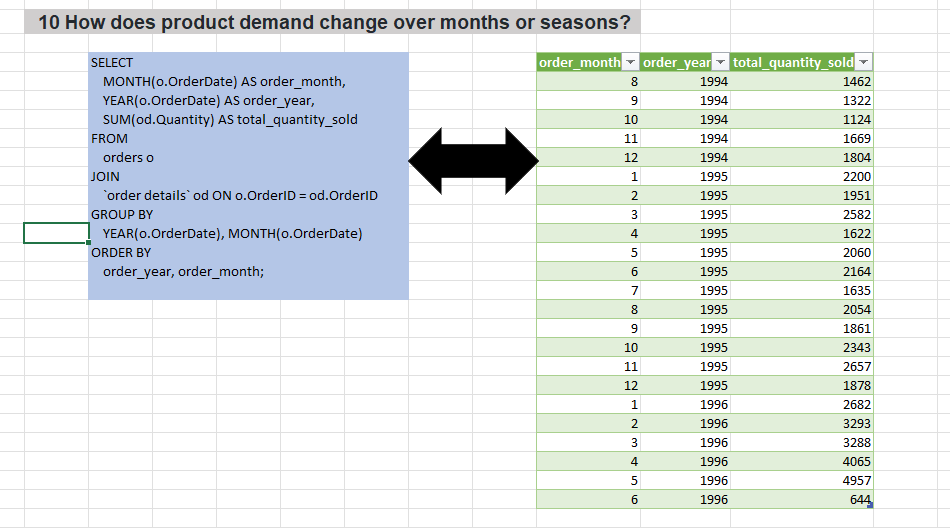 10 How does product demand change over months or seasons?
SELECT
MONTH(o.OrderDate) AS order_month,
YEAR(o.OrderDate) AS order_year,
SUM(od.Quantity) AS total_quantity_sold
FROM
orders o
JOIN
`order details` od ON o.OrderID = od.OrderID
GROUP BY
YEAR(o.OrderDate), MONTH(o.OrderDate)
ORDER BY
order_year, order_month;
order_month order_year total_quantity_sold
8 1994 1462
9 1994 1322
10 1994 1124
11 1994 1669
12 1994 1804
1 1995 2200
2 1995 1951
3 1995 2582
4 1995 1622
5 1995 2060
6 1995 2164
7 1995 1635
8 1995 2054
9 1995 1861
10 1995 2343
11 1995 2657
12 1995 1878
1 1996 2682
2 1996 3293
3 1996 3288
4 1996 4065
5 1996 4957
6 1996 644